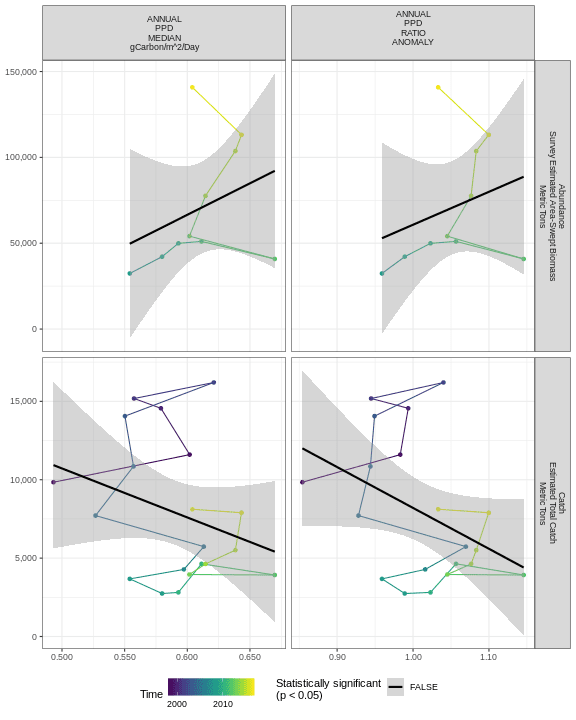 ANNUAL
PPD
MEDIAN
gCarbon/m^2/Day
ANNUAL
PPD
RATIO
ANOMALY
150,000
100,000
50,000
0
Abundance
Survey Estimated Area-Swept Biomass
Metric Tons
15,000
10,000
5,000
0
Catch
Estimated Total Catch
Metric Tons
0.500
0.550
0.600
0.650
0.90
1.00
1.10
Time
2000
2010
Statistically significant
(p < 0.05)
FALSE